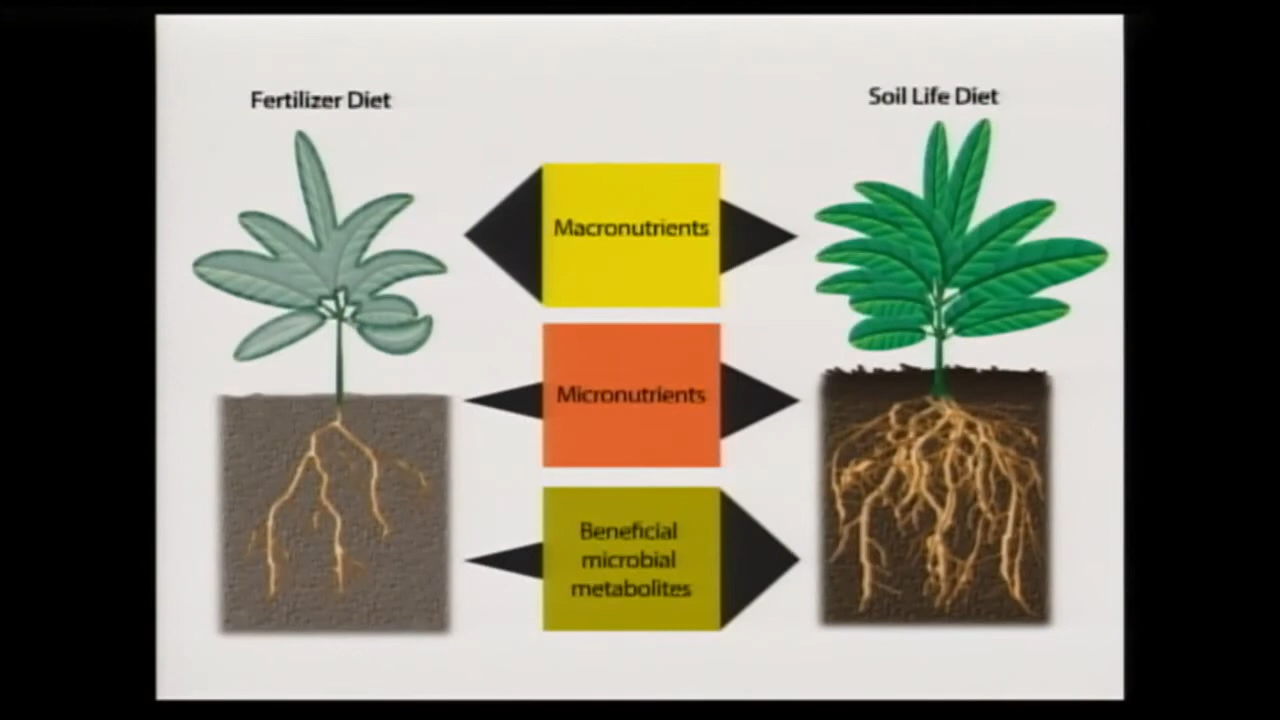 Fertilizer Diet
Soil Life Diet
Macronutrients
Micronutrients
Beneficial
microbial
metabolites